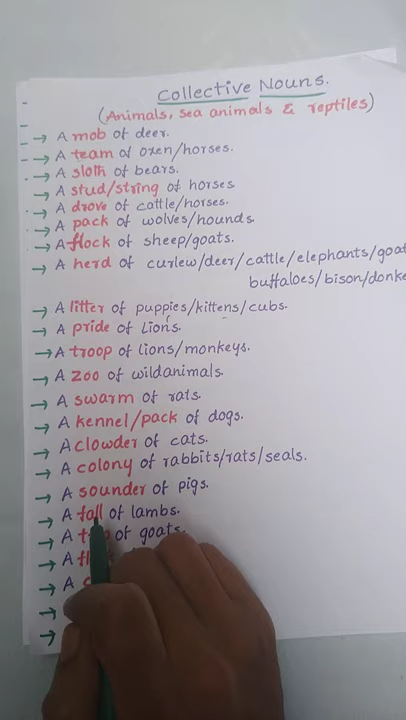 Collective Nouns.
(Animals, sea animals & reptiles)
→ A mob of deer.
→ A team of oxen/horses.
→ A sloth of bears.
→ A stud/string of horses
→ A drove of cattle/horses.
→ A pack of wolves/hounds
→ A flock of sheep/goats.
→ A herd of curlew/deer/cattle/elephants/goat
buffaloes/bison/donke
→ A litter of puppies/kittens/cubs.
→ A pride of Lions.
→ A troop of lions/monkeys.
→ A zoo of wildanimals.
→ A swarm of rats.
→ A kennel/pack of dogs.
→ A clowder of cats.
→ A colony of rabbits/rats/seals.
→ A sounder of pigs.
→ A fall of lambs.
→ A of goats.
→ A
→ A